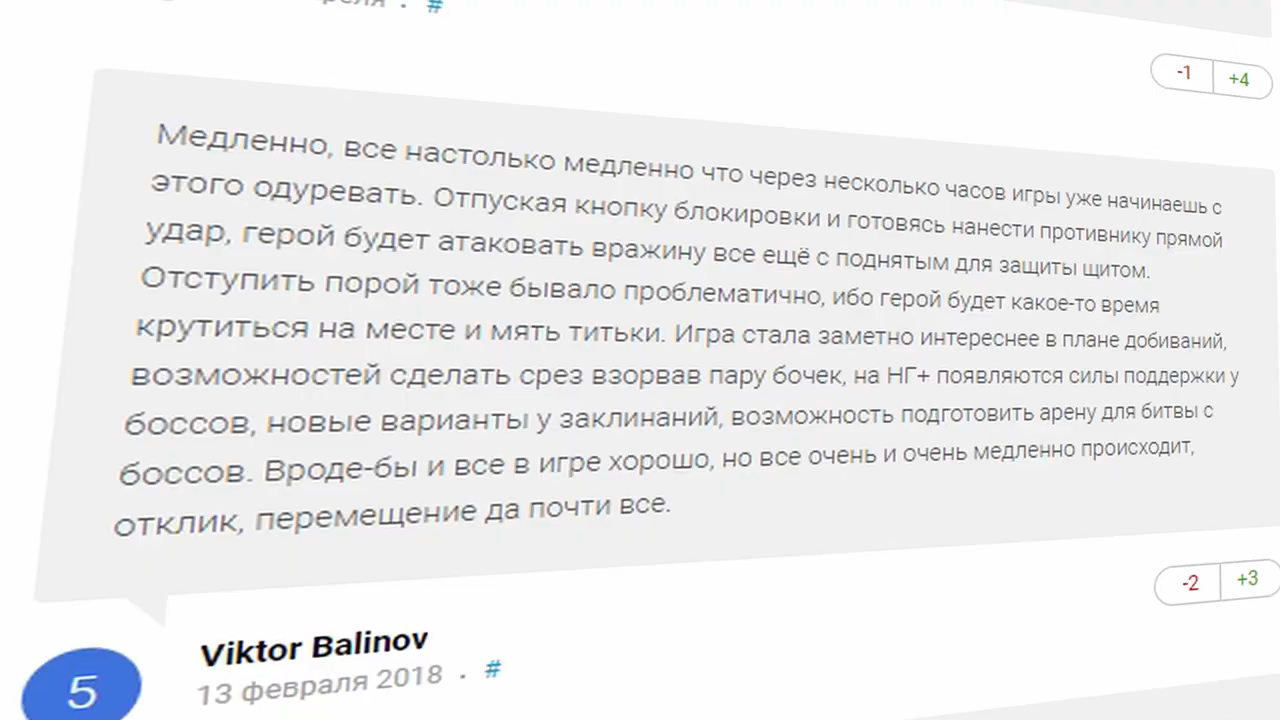 #
-1 +4
Медленно, все настолько медленно что через несколько часов игры уже начинаешь с
этого одуревать. Отпуская кнопку блокировки и готовясь нанести противнику прямой
удар, герой будет атаковать вражину все ещё с поднятым для защиты щитом.
Отступить порой тоже бывало проблематично, ибо герой будет какое-то время
крутиться на месте и мять титьки. Игра стала заметно интереснее в плане добиваний,
возможностей сделать срез взорвав пару бочек, на НГ+ появляются силы поддержки у
боссов, новые варианты у заклинаний, возможность подготовить арену для битвы с
боссов. Вроде-бы и все в игре хорошо, но все очень и очень медленно происходит,
отклик, перемещение да почти все.
-2 +3
5
Viktor Balinov
13 февраля 2018 . #